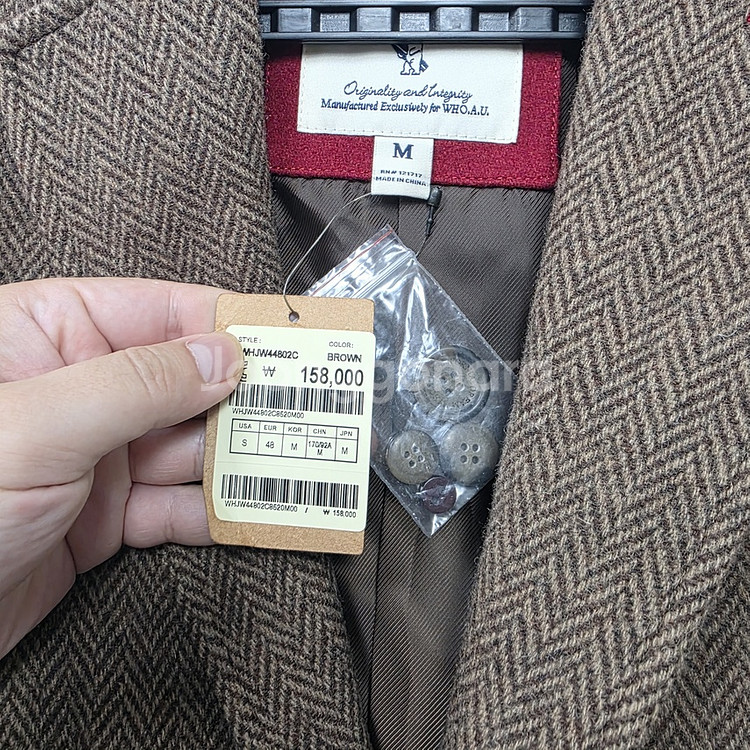 Originality and Integrity
Manufactured Exclusively for WHO.A.U.
M
RN# 121717
MADE IN CHINA
STYLE : COLOR:
WHJW44802C BROWN
₩ 158,000
WHJW44802C8520M00
USA EUR KOR CHN JPN
S 48 M 170/92A M M
WHJW44802C8520M00 / ₩ 158,000
Joonggonara